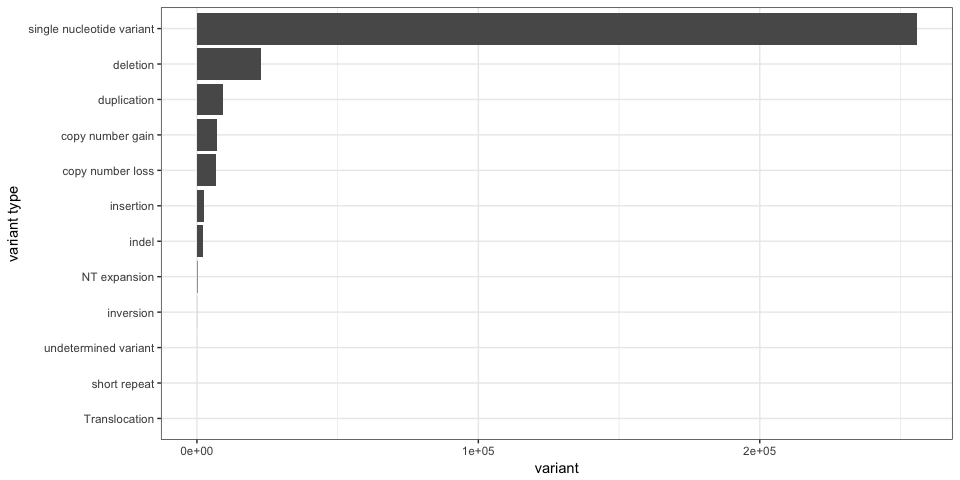 single nucleotide variant
deletion
duplication
copy number gain
copy number loss
insertion
indel
NT expansion
inversion
undetermined variant
short repeat
Translocation
variant type
0e+00 1e+05 2e+05
variant